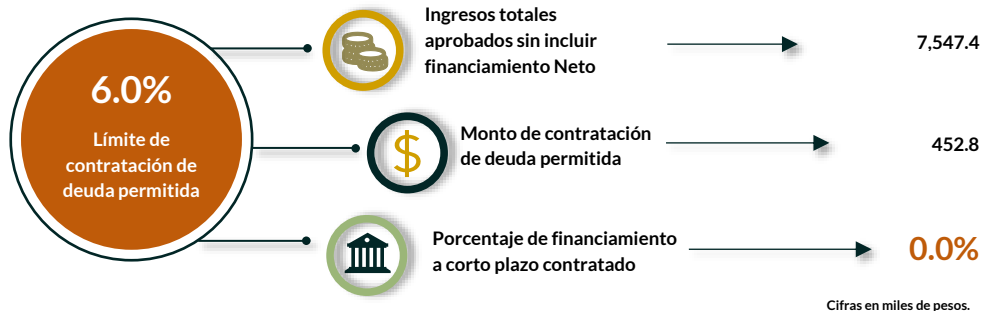 6.0%
Límite de
contratación de
deuda permitida
Ingresos totales
aprobados sin incluir
financiamiento Neto
7,547.4
$
Monto de contratación
de deuda permitida
452.8
Porcentaje de financiamiento
a corto plazo contratado
0.0%
Cifras en miles de pesos.